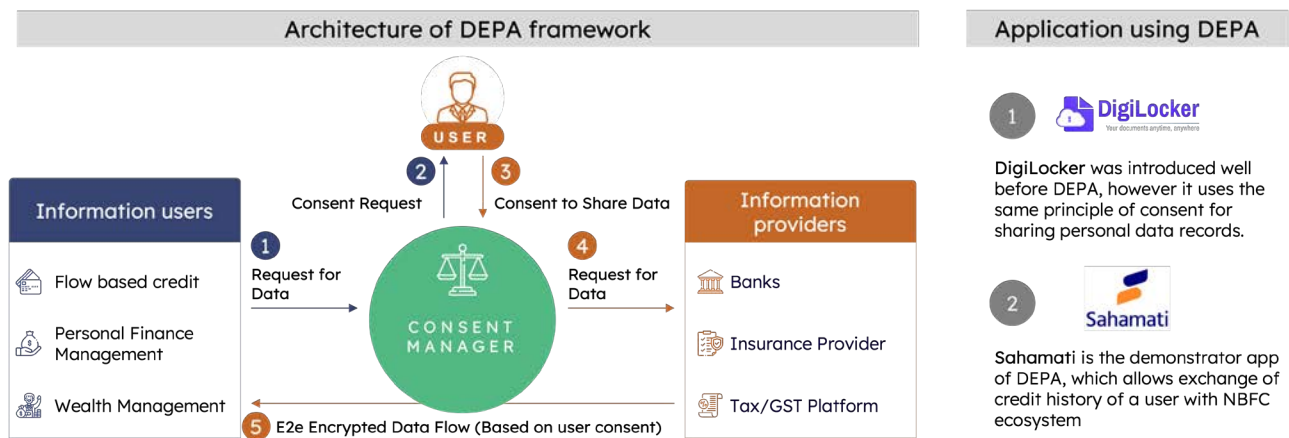 Architecture of DEPA framework
USER
2
3
Consent Request
Consent to Share Data
Information users
1
Request for
Data
Flow based credit
Personal Finance
Management
Wealth Management
CONSENT
MANAGER
4
Request for
Data
Information
providers
Banks
Insurance Provider
Tax/GST Platform
5 E2e Encrypted Data Flow (Based on user consent)
Application using DEPA
1
DigiLocker
Your documents anytime, anywhere
DigiLocker was introduced well
before DEPA, however it uses the
same principle of consent for
sharing personal data records.
2
Sahamati
Sahamati is the demonstrator app
of DEPA, which allows exchange of
credit history of a user with NBFC
ecosystem